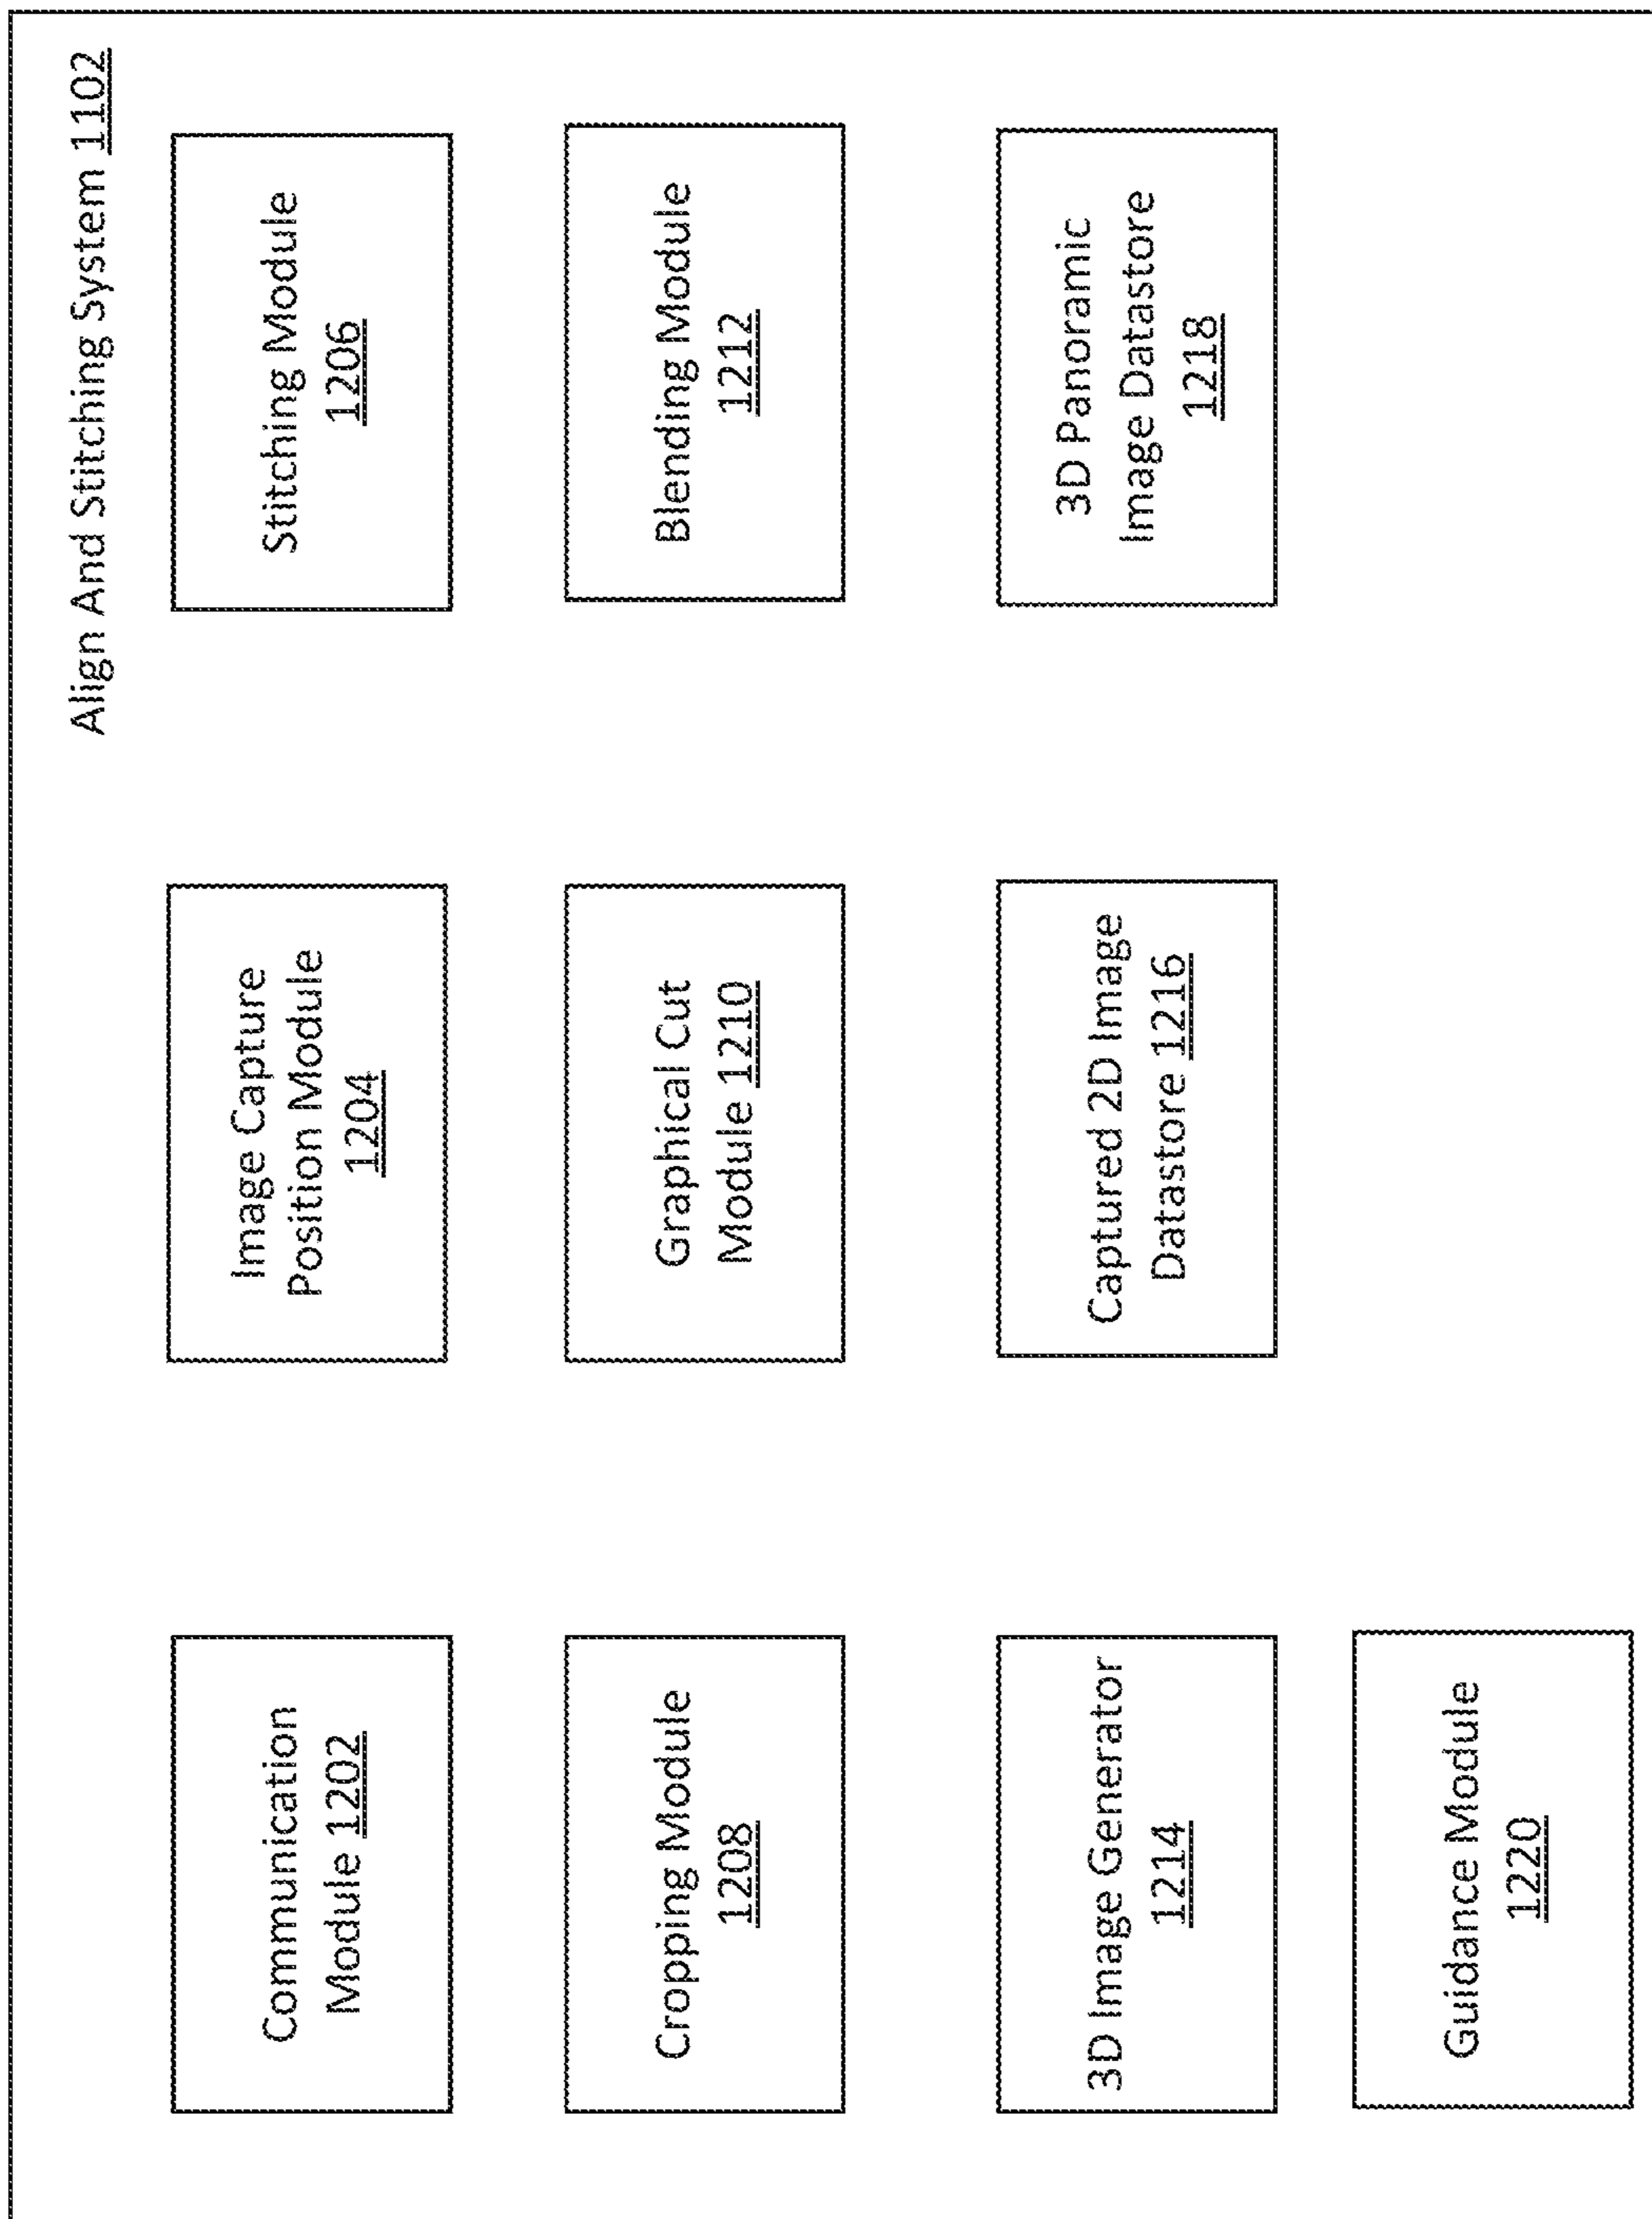 Align And Stitching System 1102
Communication
Module 1202
Image Capture
Position Module
1204
Stitching Module
1206
Cropping Module
1208
Graphical Cut
Module 1210
Blending Module
1212
3D Image Generator
1214
Captured 2D Image
Datastore 1216
3D Panoramic
Image Datastore
1218
Guidance Module
1220